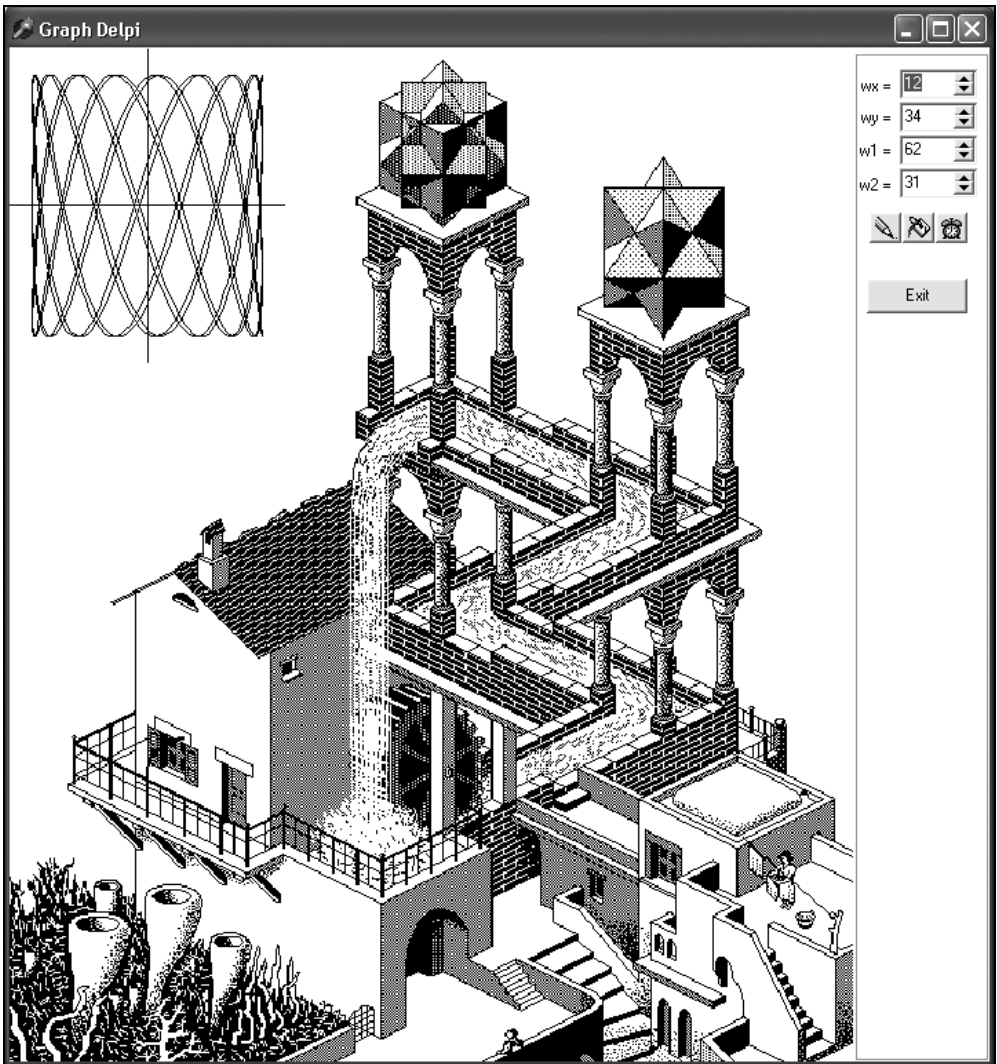 Graph Delpi
wx = 12
wy = 34
w1 = 62
w2 = 31
Exit